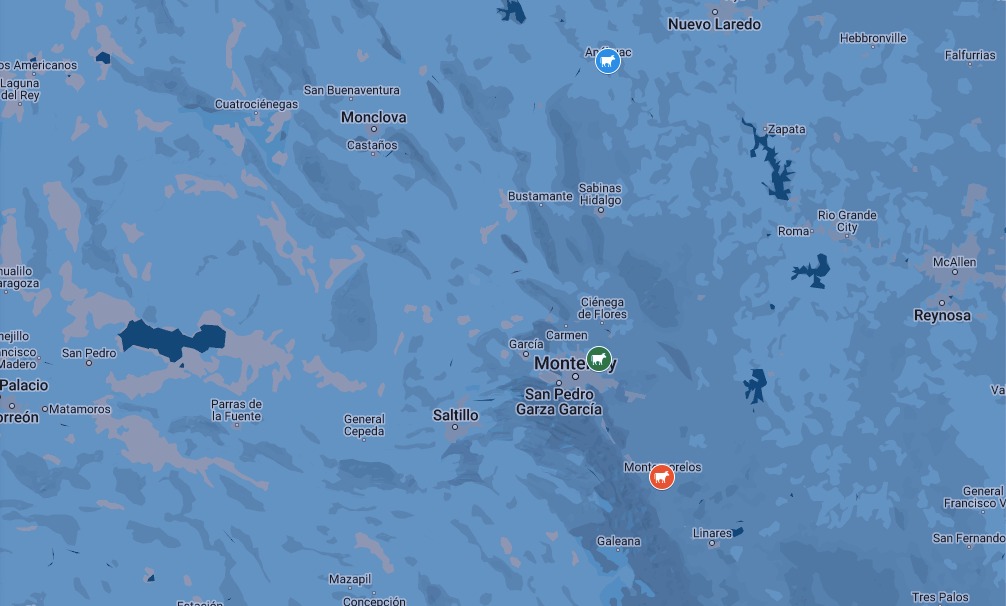 Nuevo Laredo
Hebbronville
Falfurrias
os Americanos
Laguna
del Rey
San Buenaventura
Cuatrociénegas
Monclova
Castaños
Zapata
Bustamante
Sabinas
Hidalgo
Rio Grande
City
Roma
McAllen
Reynosa
Ciénega
de Flores
Carmen
García
San Pedro
San Pedro
Garza García
Palacio
Matamoros
Parras de
la Fuente
General
Cepeda
Saltillo
Linares
Galeana
General
Francisco V
San Fernando
Mazapil
Concepción
Tres Palos